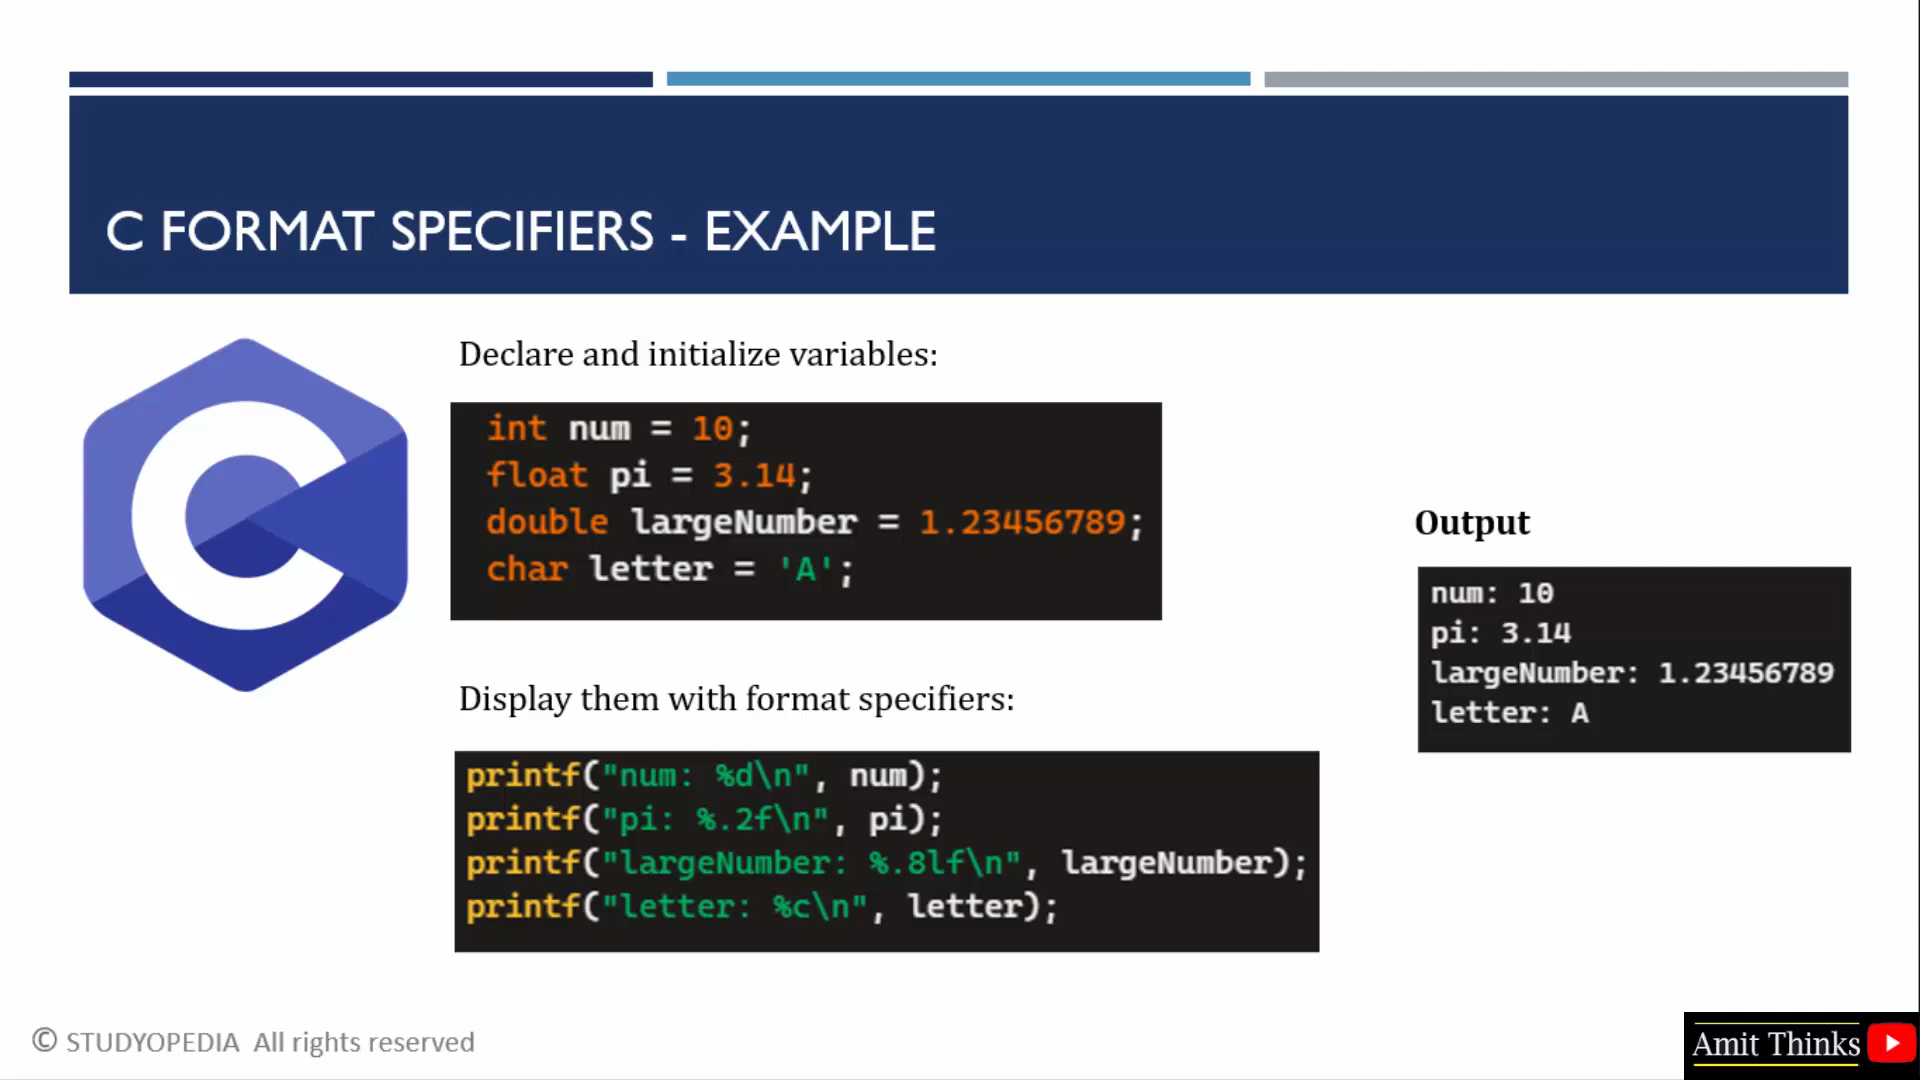 C FORMAT SPECIFIERS - EXAMPLE
Declare and initialize variables:
int num = 10;
float pi = 3.14;
double largeNumber = 1.23456789;
char letter = 'A';
Display them with format specifiers:
printf("num: %d\n", num);
printf("pi: %.2f\n", pi);
printf("largeNumber: %.8lf\n", largeNumber);
printf("letter: %c\n", letter);
Output
num: 10
pi: 3.14
largeNumber: 1.23456789
letter: A
© STUDYOPEDIA All rights reserved
Amit Thinks